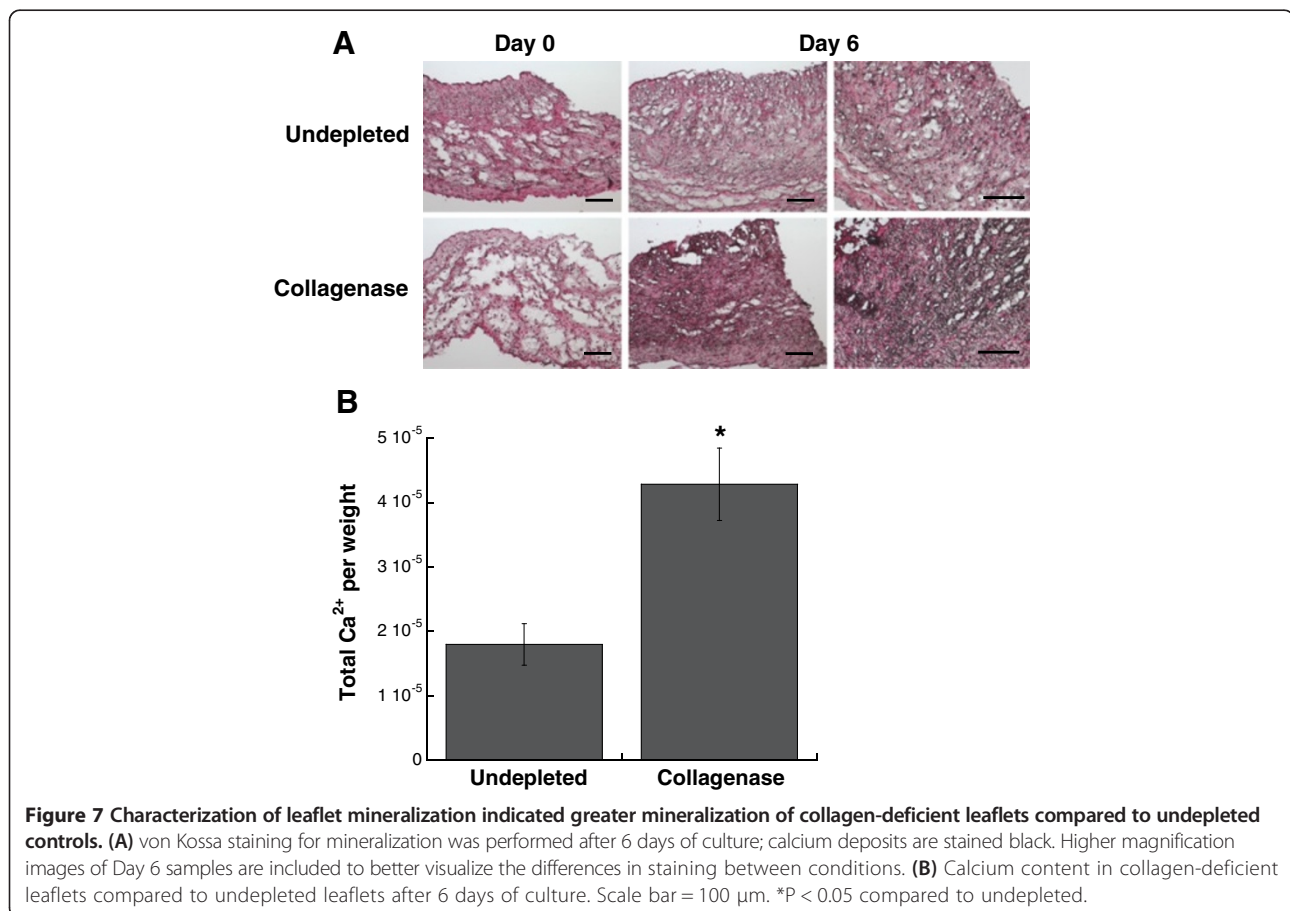 A
Day 0 Day 6
Undepleted
Collagenase
B
5 10⁻⁵
*
4 10⁻⁵
3 10⁻⁵
2 10⁻⁵
1 10⁻⁵
0
Total Ca²⁺ per weight
Undepleted Collagenase
Figure 7 Characterization of leaflet mineralization indicated greater mineralization of collagen-deficient leaflets compared to undepleted
controls. (A) von Kossa staining for mineralization was performed after 6 days of culture; calcium deposits are stained black. Higher magnification
images of Day 6 samples are included to better visualize the differences in staining between conditions. (B) Calcium content in collagen-deficient
leaflets compared to undepleted leaflets after 6 days of culture. Scale bar = 100 μm. *P < 0.05 compared to undepleted.